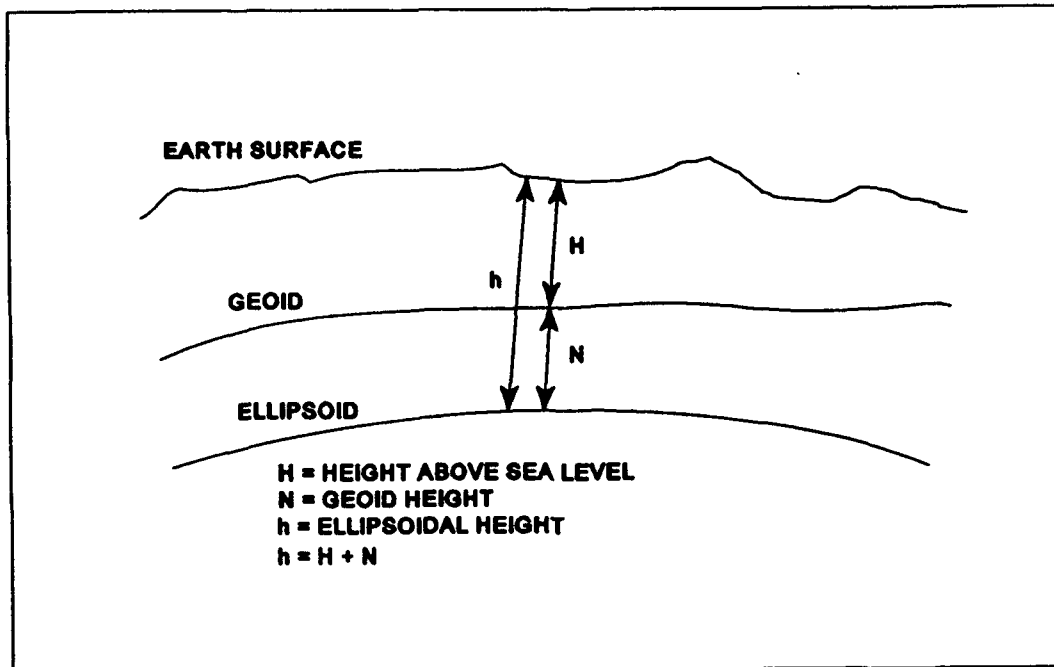 EARTH SURFACE
H
h
GEOID
N
ELLIPSOID
H = HEIGHT ABOVE SEA LEVEL
N = GEOID HEIGHT
h = ELLIPSOIDAL HEIGHT
h = H + N